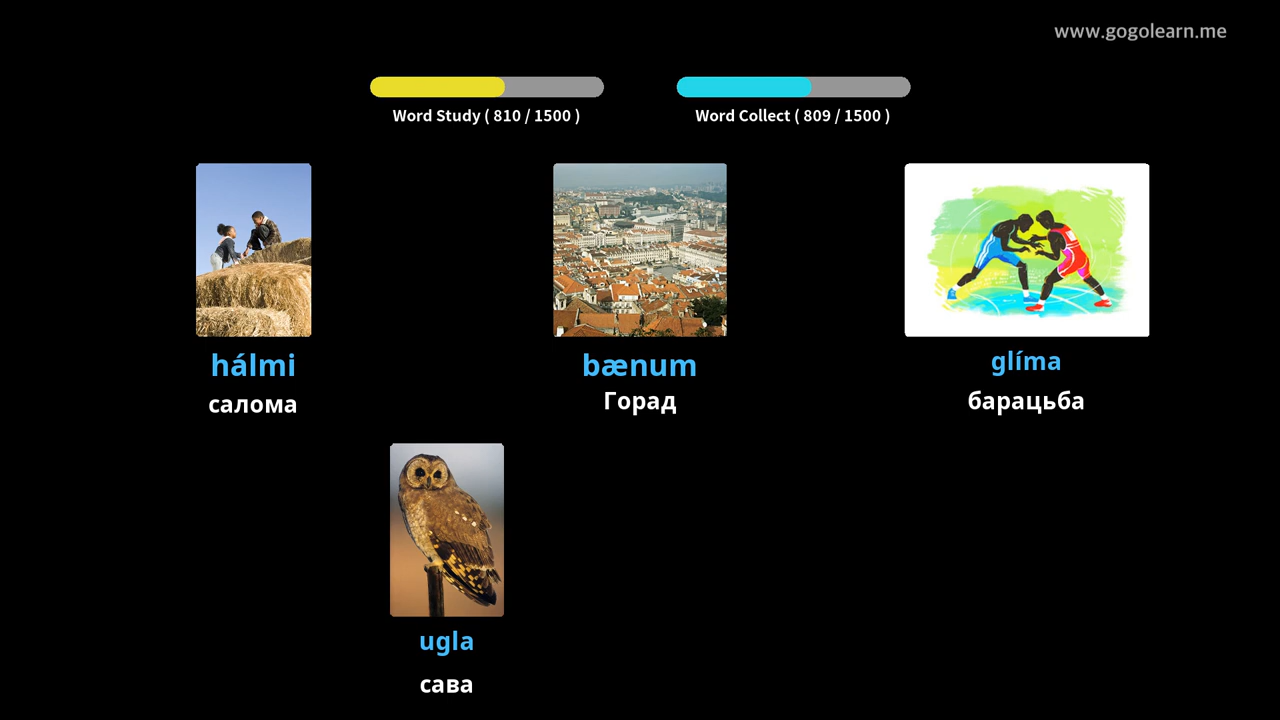 www.gogolearn.me
Word Study ( 810 / 1500 )
Word Collect ( 809 / 1500 )
hálmi
салома
bænum
Горад
glíma
барацьба
ugla
сава